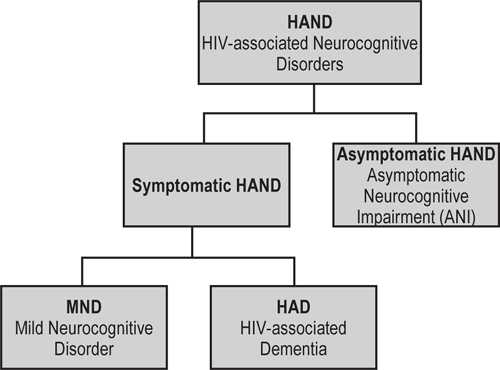 HAND
HIV-associated Neurocognitive
Disorders
Symptomatic HAND
Asymptomatic HAND
Asymptomatic
Neurocognitive
Impairment (ANI)
MND
Mild Neurocognitive
Disorder
HAD
HIV-associated
Dementia